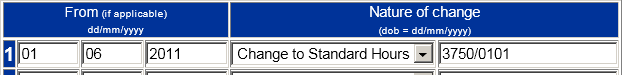 From (if applicable) Nature of change
dd/mm/yyyy (dob = dd/mm/yyyy)
1 01 06 2011 Change to Standard Hours 3750/0101